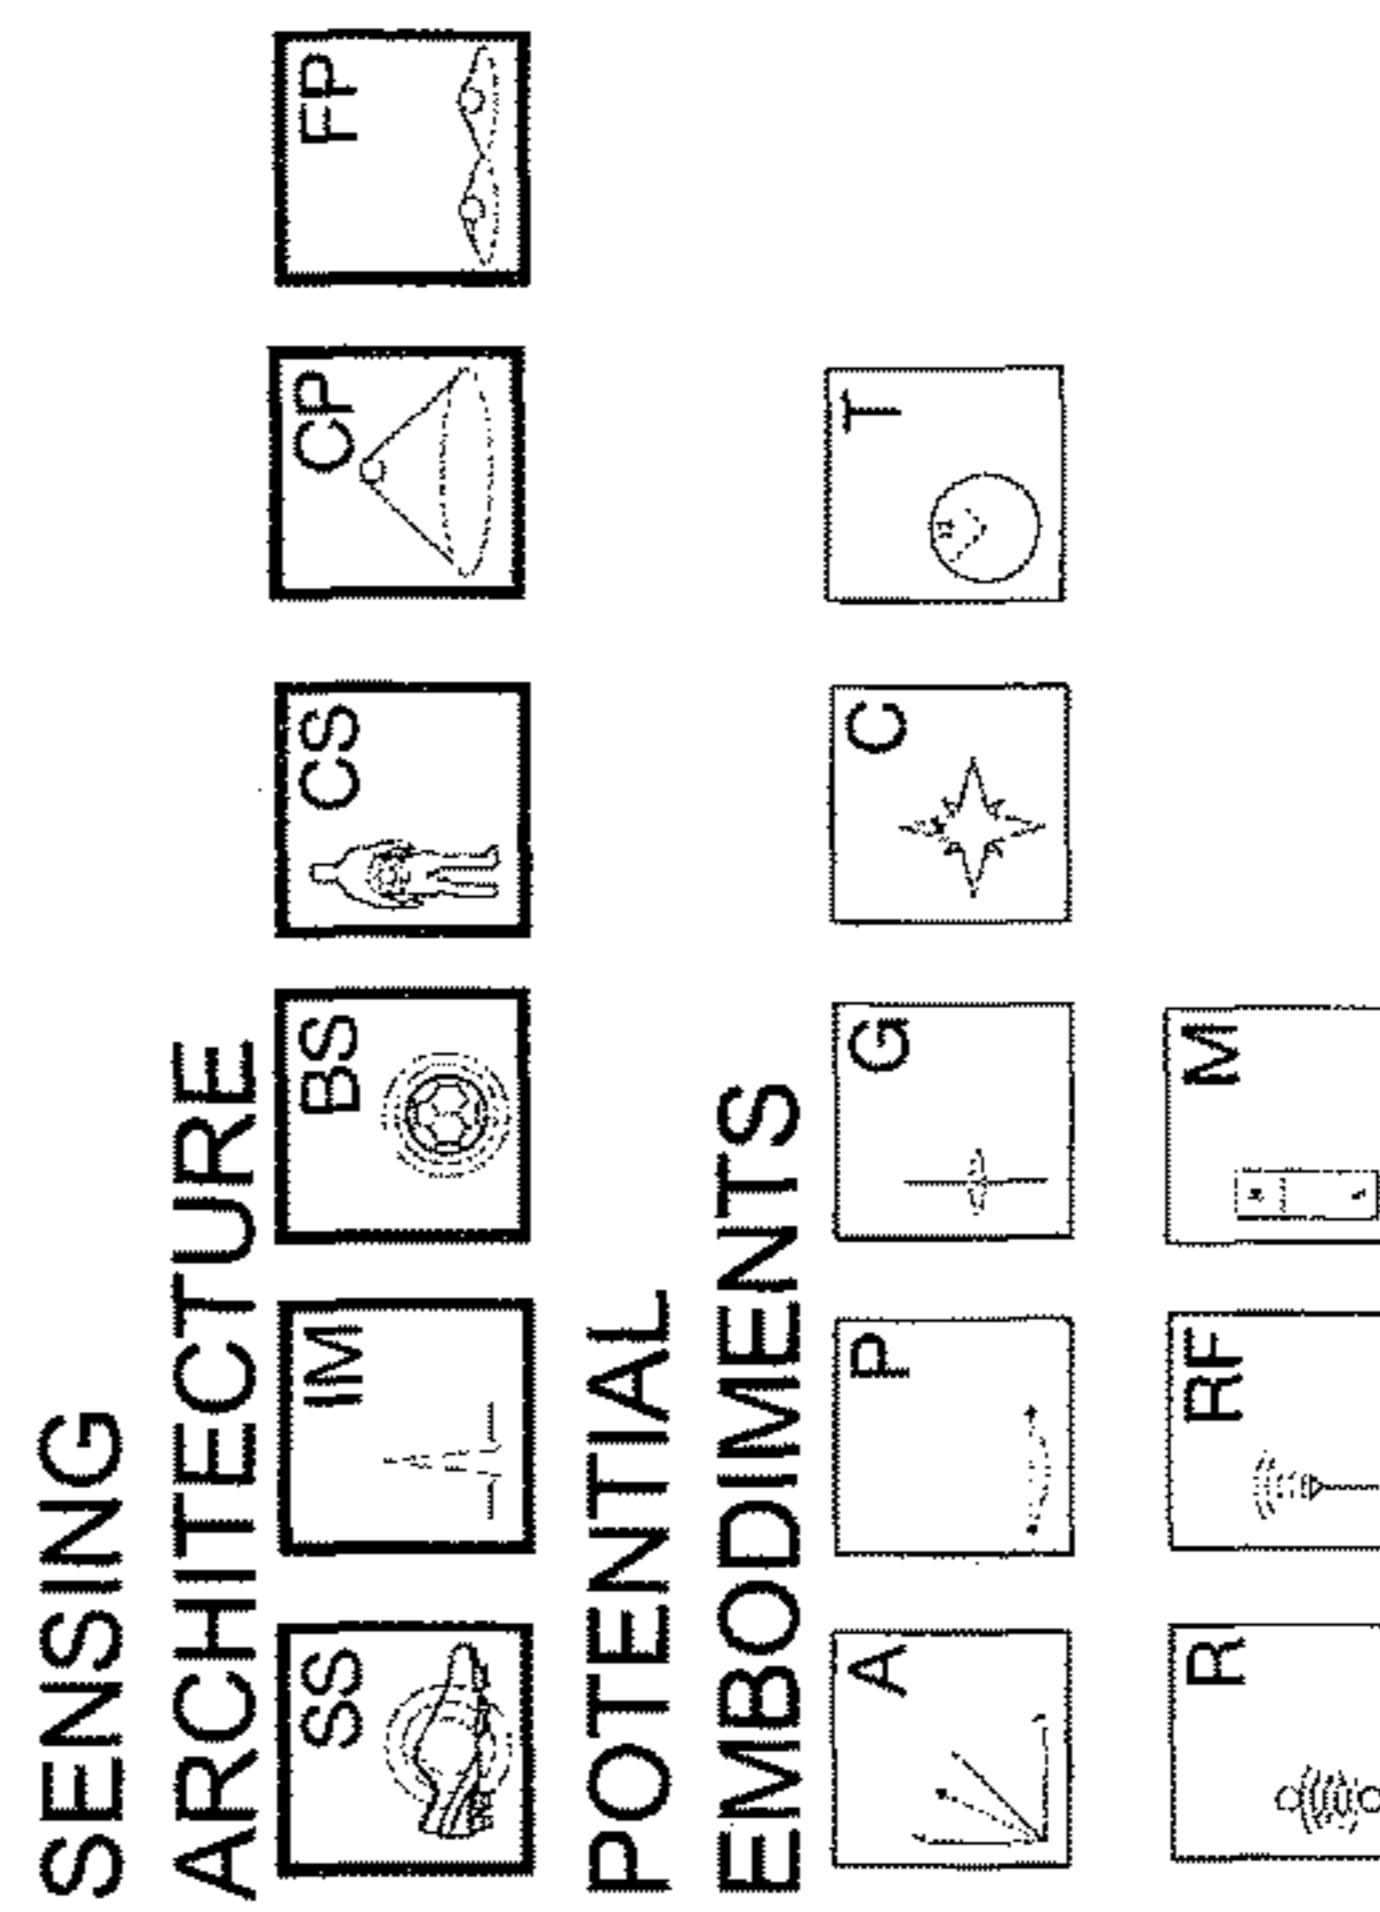 SENSING
ARCHITECTURE
SS IM BS CS CP FP
POTENTIAL
EMBODIMENTS
A P G C T
R RF M